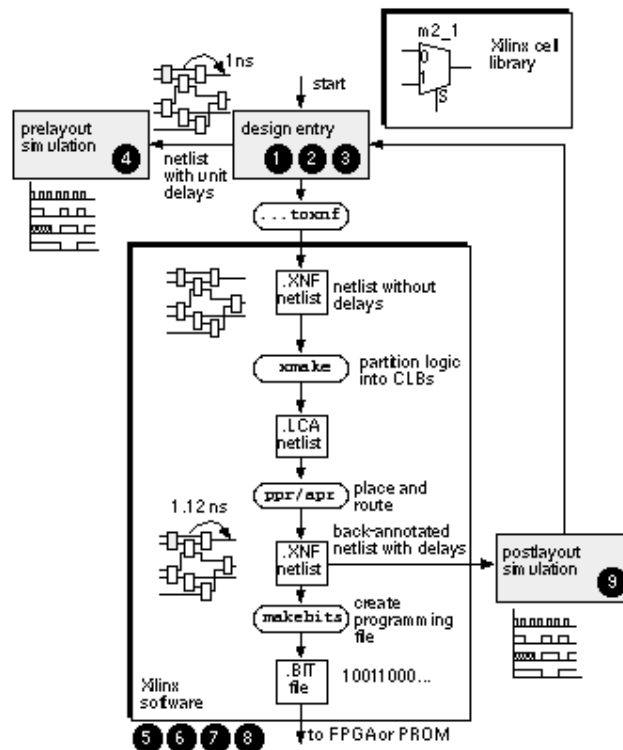 m2_1
0
1
S
Xilinx cell
library
1 ns
start
prelayout
simulation
4
design entry
1 2 3
netlist
with unit
delays
...toxnf
.XNF
netlist
netlist without
delays
xmake
partition logic
into CLBs
.LCA
netlist
ppr/apr
place and
route
1.12 ns
.XNF
netlist
back-annotated
netlist with delays
postlayout
simulation
9
makebits
create
programming
file
.BIT
file
10011000...
Xilinx
software
5 6 7 8
to FPGA or PROM